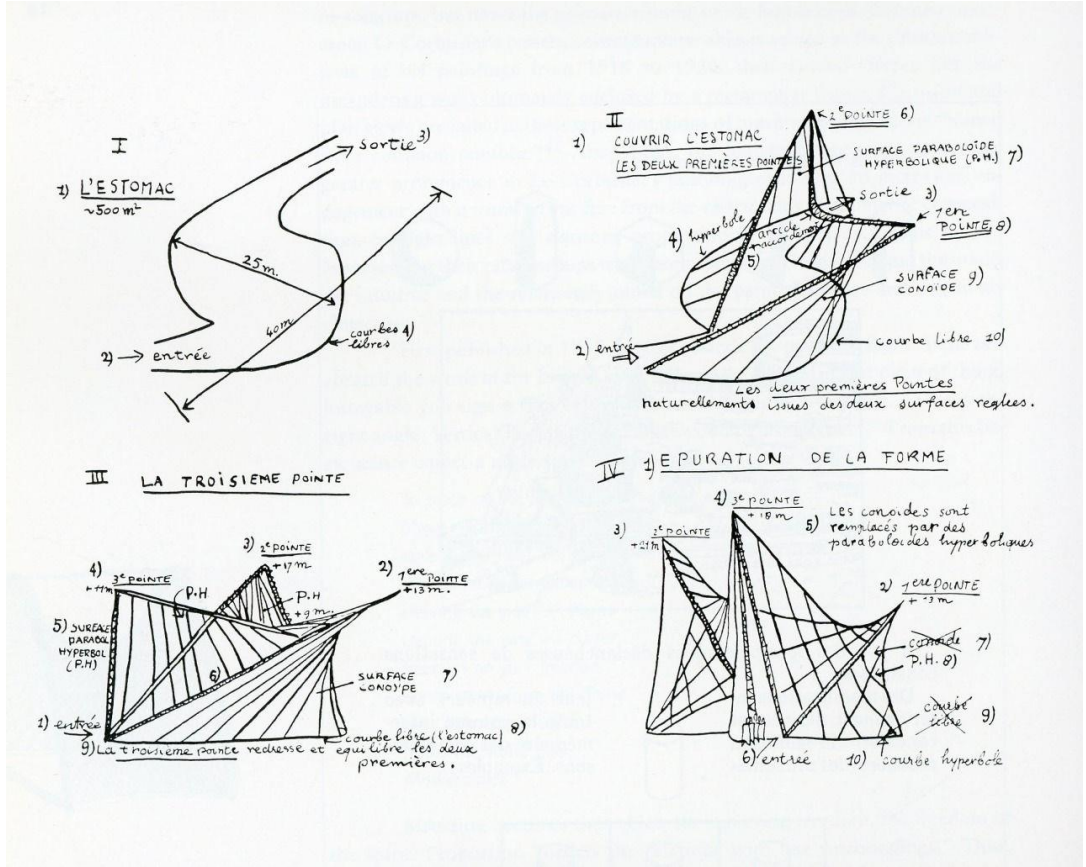 I
sortie 3)
1) L'ESTOMAC
~500 m²
25 m.
40 m
courbes 4)
libres
2) → entrée
II
1) COUVRIR L'ESTOMAC
LES DEUX PREMIÈRES POINTES
2e POINTE 6)
SURFACE PARABOLOÏDE
HYPERBOLIQUE (P.H.) 7)
sortie 3)
1ere
POINTE 8)
4) hyperbole
arc de
raccordement
5)
SURFACE 9)
CONOÏDE
2) entrée
courbe libre 10)
Les deux premières Pointes
naturellement issues des deux surfaces reglees.
III LA TROISIEME POINTE
3) 2e POINTE
+17 m
2) 1ere POINTE
+13 m.
4) 3e POINTE
+11 m
P.H
P.H
+9 m.
5) SURFACE
PARABOL
HYPERBOL
(P.H)
6)
SURFACE 7)
CONOÏDE
1) entrée
courbe libre (l'estomac) 8)
9) La troisième pointe redresse et equilibre les deux
premières.
IV 1) EPURATION DE LA FORME
4) 3e POINTE
+18 m
3) 2e POINTE
+21 m
5) LES conoïdes sont
remplacés par des
paraboloïdes hyperboliques
2) 1ere POINTE
+13 m
conoïde 7)
P.H. 8)
courbe 9)
libre
6) entrée
10) courbe hyperbole